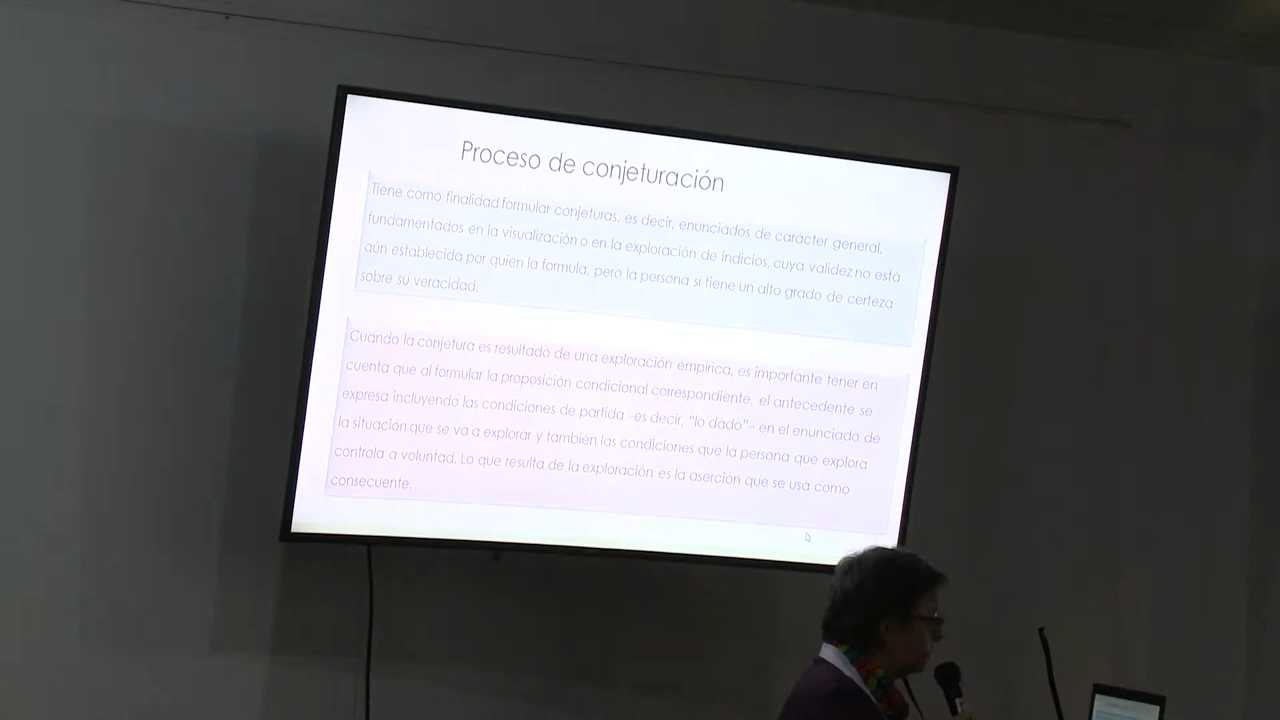 Proceso de conjeturación
Tiene como finalidad formular conjeturas, es decir, enunciados de carácter general,
fundamentados en la visualización o en la exploración de indicios, cuya validez no está
aún establecida por quien la formula, pero la persona sí tiene un alto grado de certeza
sobre su veracidad.
Cuando la conjetura es resultado de una exploración empírica, es importante tener en
cuenta que al formular la proposición condicional correspondiente, el antecedente se
expresa incluyendo las condiciones de partida –es decir, “lo dado”– en el enunciado de
la situación que se va a explorar y también las condiciones que la persona que explora
controla a voluntad. Lo que resulta de la exploración es la aserción que se usa como
consecuente.